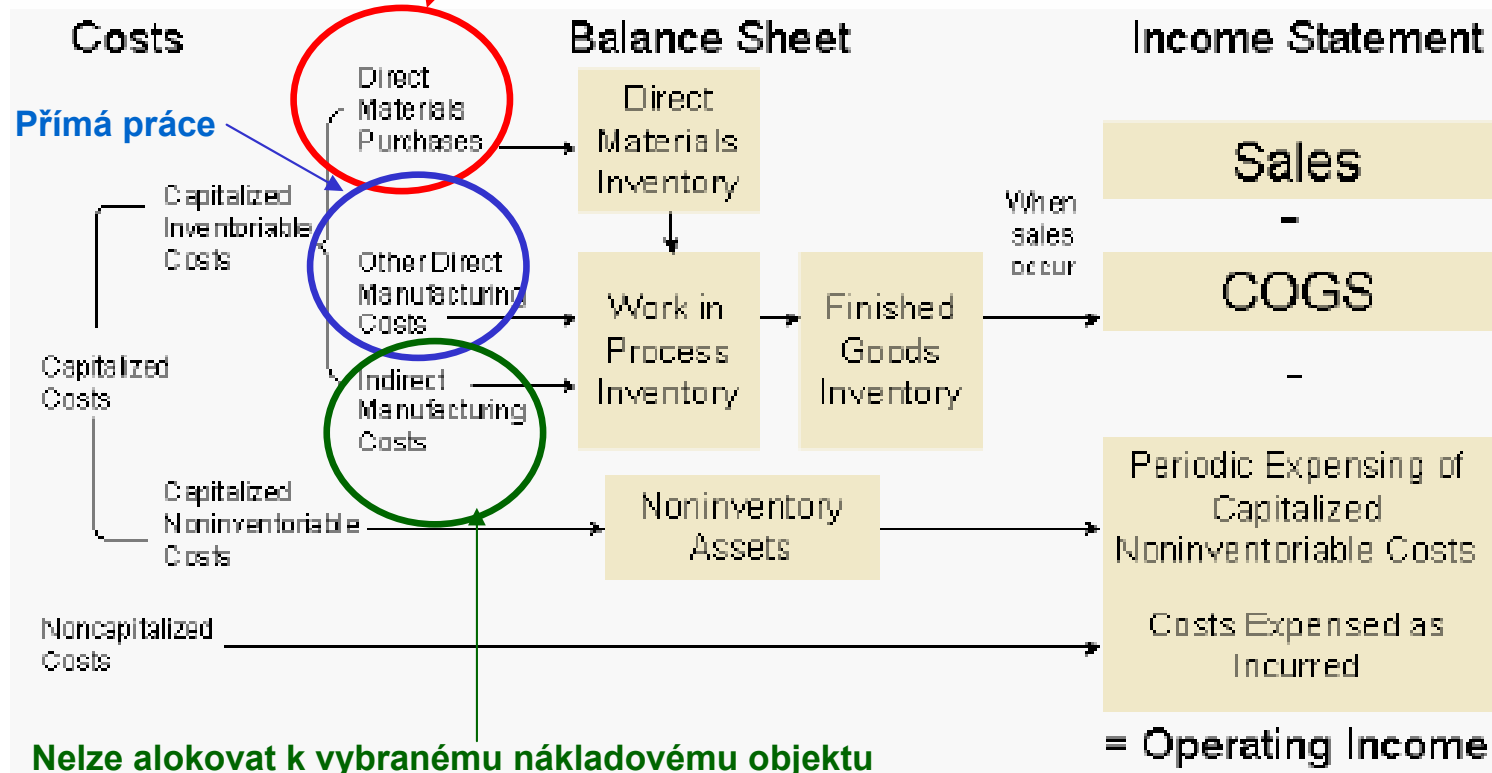 Costs
Balance Sheet
Income Statement
Přímá práce
Direct
Materials
Purchases
Capitalized
Inventoriable
Costs
Other Direct
Manufacturing
Costs
Indirect
Manufacturing
Costs
Capitalized
Costs
Capitalized
Noninventoriable
Costs
Noncapitalized
Costs
Direct
Materials
Inventory
Work in
Process
Inventory
Finished
Goods
Inventory
Noninventory
Assets
When
sales
occur
Sales
-
COGS
-
Periodic Expensing of
Capitalized
Noninventoriable Costs
Costs Expensed as
Incurred
= Operating Income
Nelze alokovat k vybranému nákladovému objektu